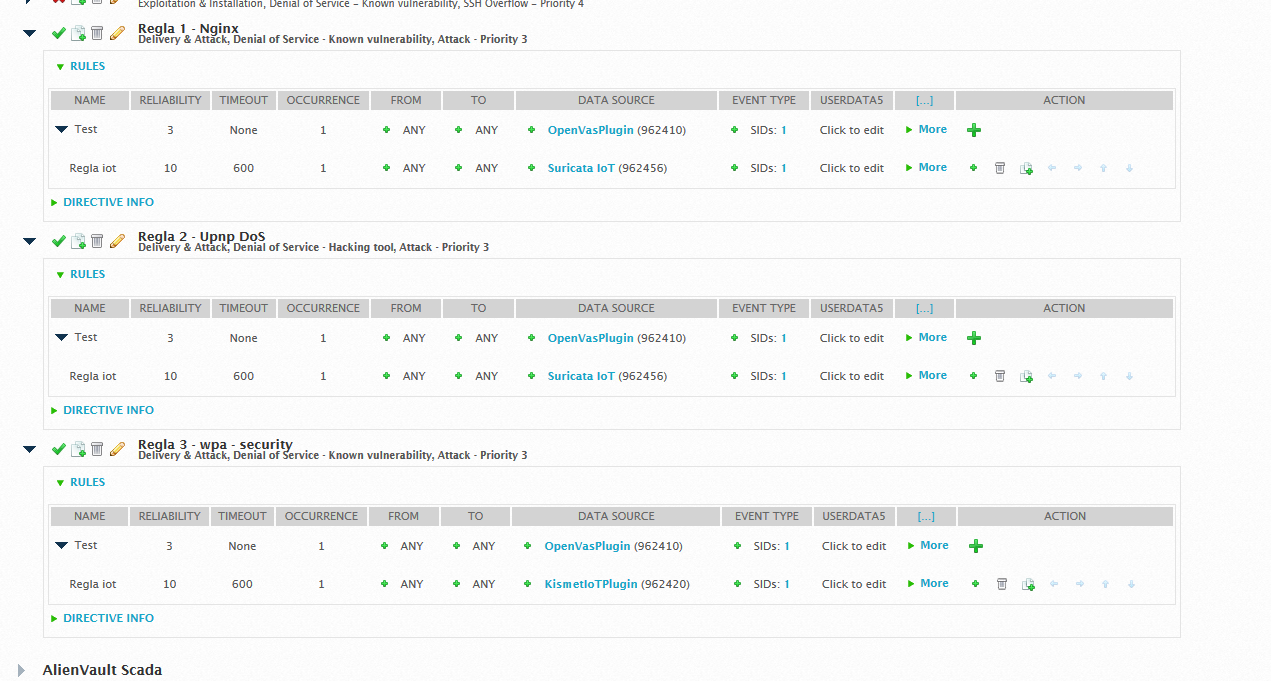 Exploitation & Installation, Denial of Service – Known vulnerability, SSH Overflow – Priority 4
Regla 1 - Nginx
Delivery & Attack, Denial of Service - Known vulnerability, Attack - Priority 3
RULES
NAME RELIABILITY TIMEOUT OCCURRENCE FROM TO DATA SOURCE EVENT TYPE USERDATA5 [...] ACTION
Test 3 None 1 ANY ANY OpenVasPlugin (962410) SIDs: 1 Click to edit More
Regla iot 10 600 1 ANY ANY Suricata IoT (962456) SIDs: 1 Click to edit More
DIRECTIVE INFO
Regla 2 - Upnp DoS
Delivery & Attack, Denial of Service - Hacking tool, Attack - Priority 3
RULES
NAME RELIABILITY TIMEOUT OCCURRENCE FROM TO DATA SOURCE EVENT TYPE USERDATA5 [...] ACTION
Test 3 None 1 ANY ANY OpenVasPlugin (962410) SIDs: 1 Click to edit More
Regla iot 10 600 1 ANY ANY Suricata IoT (962456) SIDs: 1 Click to edit More
DIRECTIVE INFO
Regla 3 - wpa - security
Delivery & Attack, Denial of Service - Known vulnerability, Attack - Priority 3
RULES
NAME RELIABILITY TIMEOUT OCCURRENCE FROM TO DATA SOURCE EVENT TYPE USERDATA5 [...] ACTION
Test 3 None 1 ANY ANY OpenVasPlugin (962410) SIDs: 1 Click to edit More
Regla iot 10 600 1 ANY ANY KismetIoTPlugin (962420) SIDs: 1 Click to edit More
DIRECTIVE INFO
AlienVault Scada